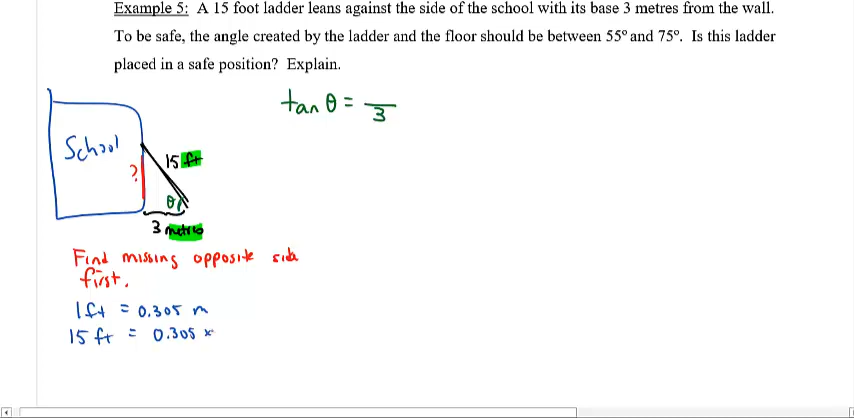 Example 5: A 15 foot ladder leans against the side of the school with its base 3 metres from the wall.
To be safe, the angle created by the ladder and the floor should be between 55° and 75°. Is this ladder
placed in a safe position? Explain.
tan θ = __
3
School
15 ft
?
θ
3 metres
Find missing opposite side
first.
1 ft = 0.305 m
15 ft = 0.305 ×